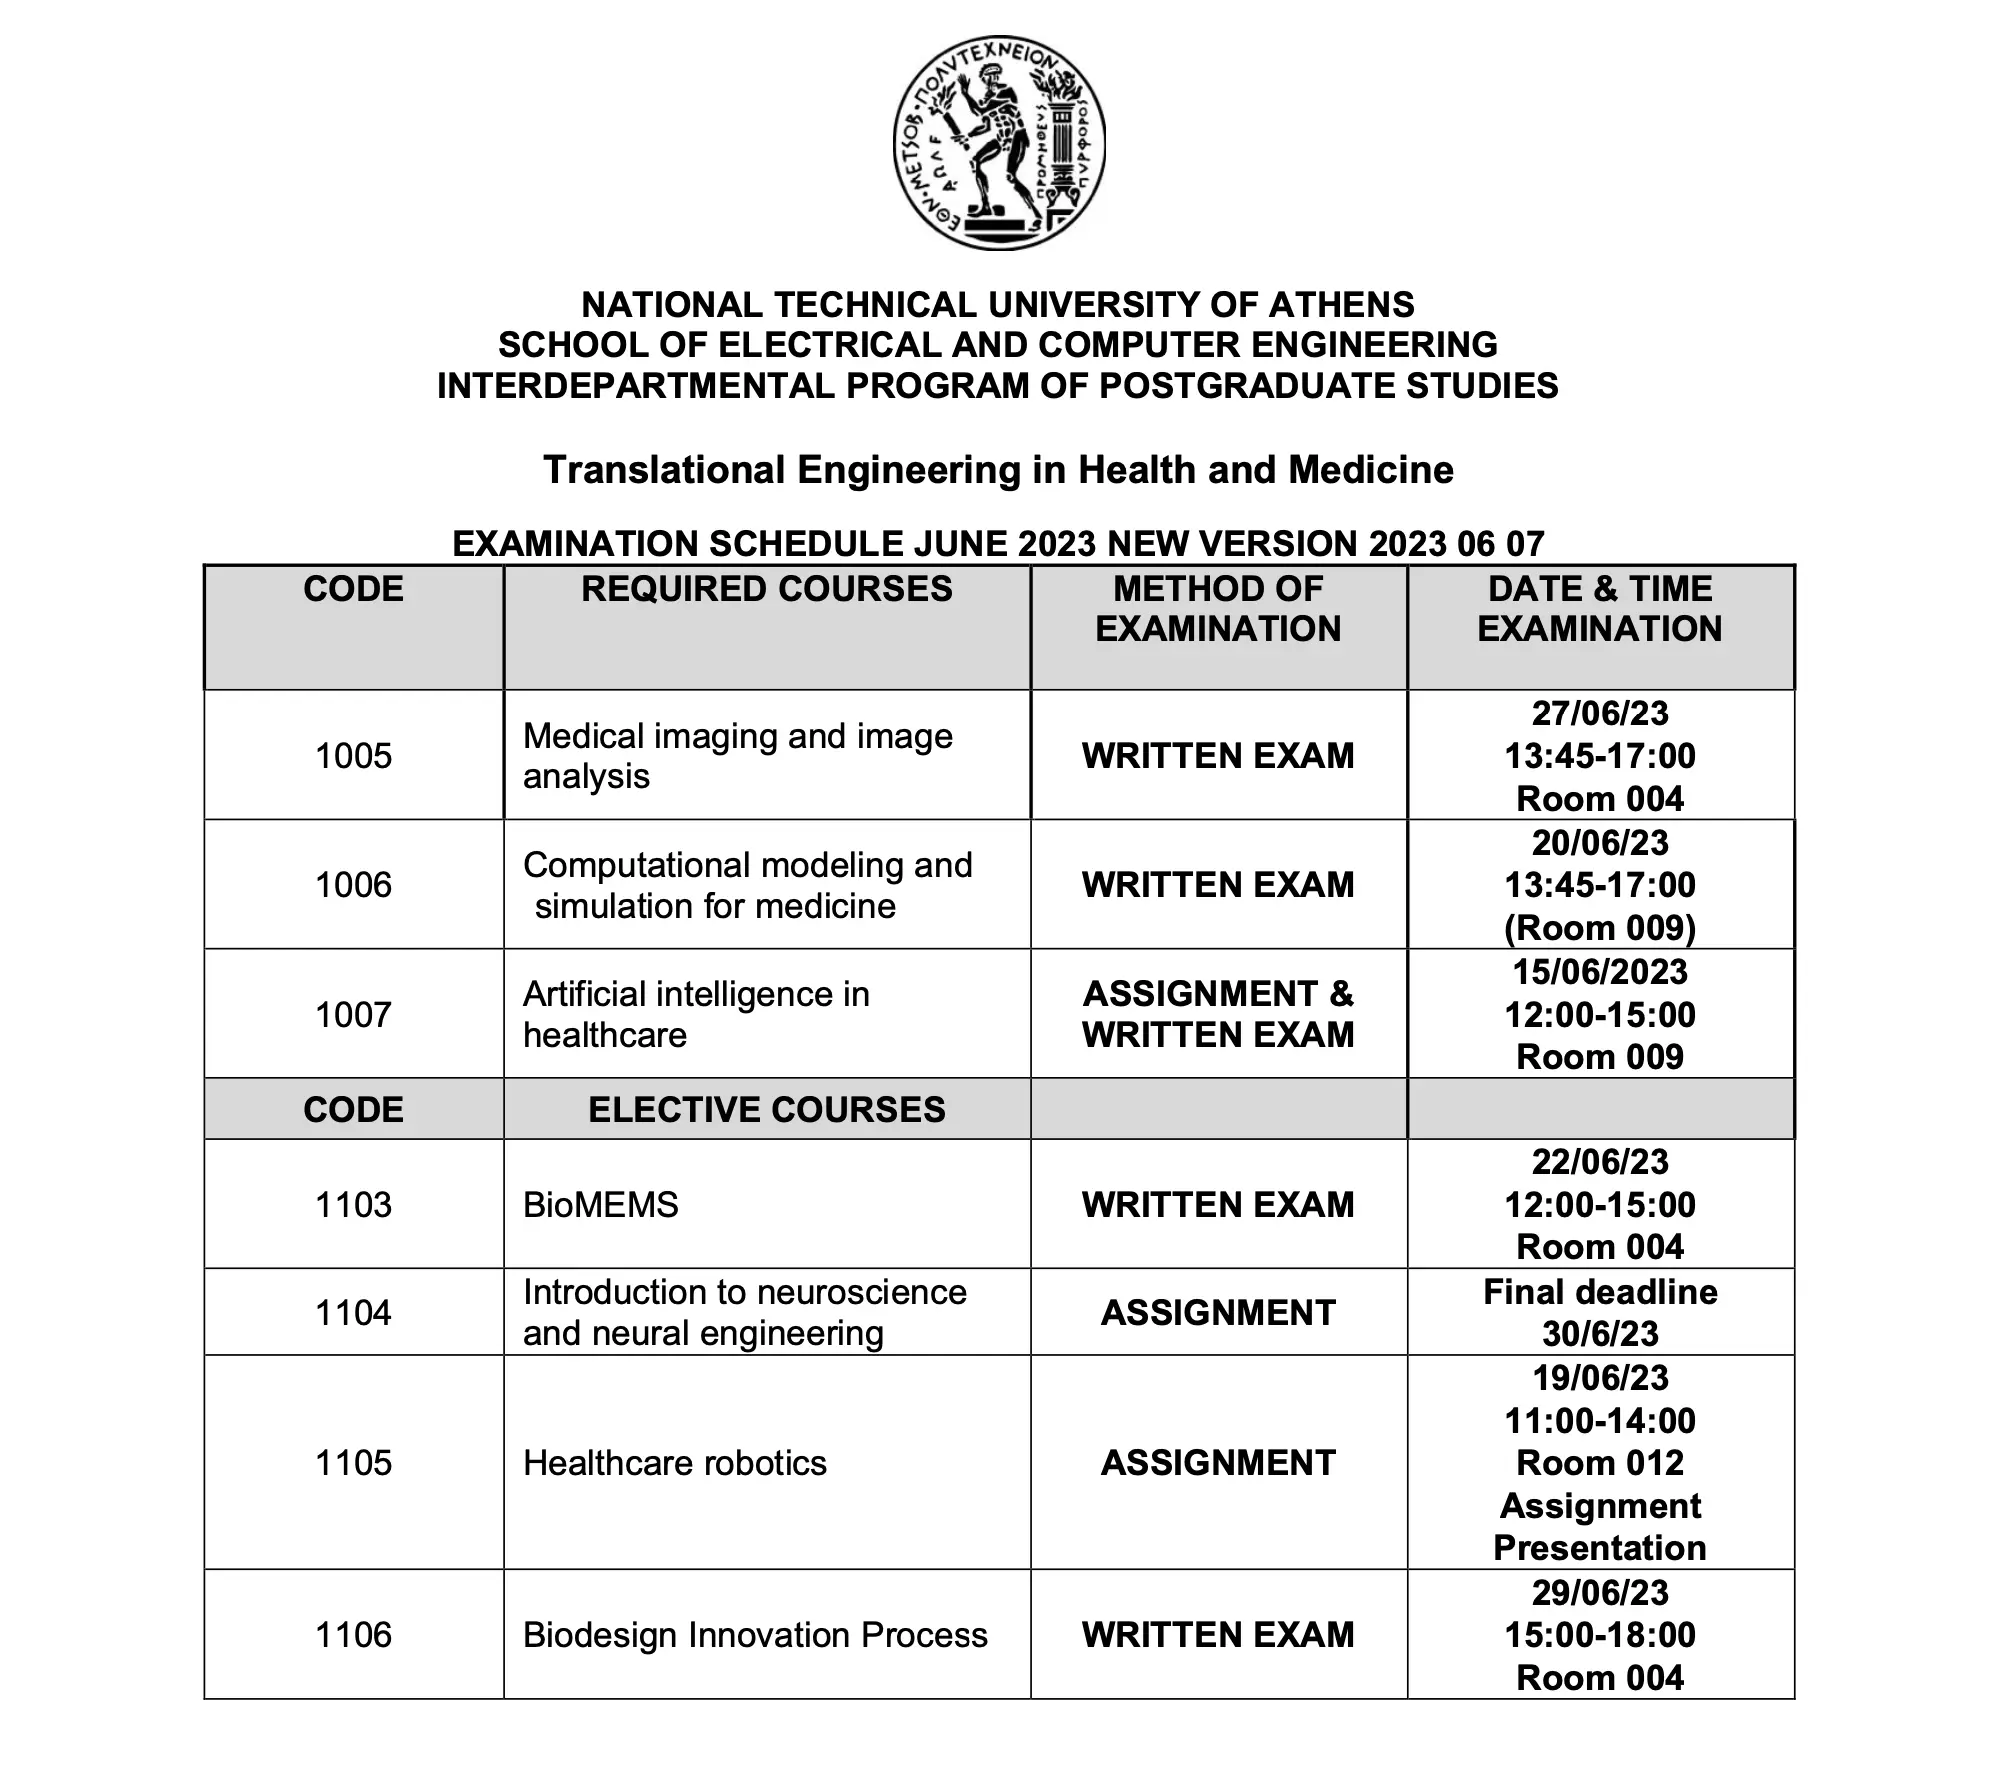 ΕΘΝ·ΜΕΤSΟΒ·ΠΟΛVΤΕΧΝΕΙΟΝ
ΠΡΟΜΗΘΕVS
ΠVΡΦΟΡΟS
NATIONAL TECHNICAL UNIVERSITY OF ATHENS
SCHOOL OF ELECTRICAL AND COMPUTER ENGINEERING
INTERDEPARTMENTAL PROGRAM OF POSTGRADUATE STUDIES
Translational Engineering in Health and Medicine
EXAMINATION SCHEDULE JUNE 2023 NEW VERSION 2023 06 07
CODE
REQUIRED COURSES
METHOD OF
EXAMINATION
DATE & TIME
EXAMINATION
1005
Medical imaging and image
analysis
WRITTEN EXAM
27/06/23
13:45-17:00
Room 004
1006
Computational modeling and
simulation for medicine
WRITTEN EXAM
20/06/23
13:45-17:00
(Room 009)
1007
Artificial intelligence in
healthcare
ASSIGNMENT &
WRITTEN EXAM
15/06/2023
12:00-15:00
Room 009
CODE
ELECTIVE COURSES
1103
BioMEMS
WRITTEN EXAM
22/06/23
12:00-15:00
Room 004
1104
Introduction to neuroscience
and neural engineering
ASSIGNMENT
Final deadline
30/6/23
1105
Healthcare robotics
ASSIGNMENT
19/06/23
11:00-14:00
Room 012
Assignment
Presentation
1106
Biodesign Innovation Process
WRITTEN EXAM
29/06/23
15:00-18:00
Room 004